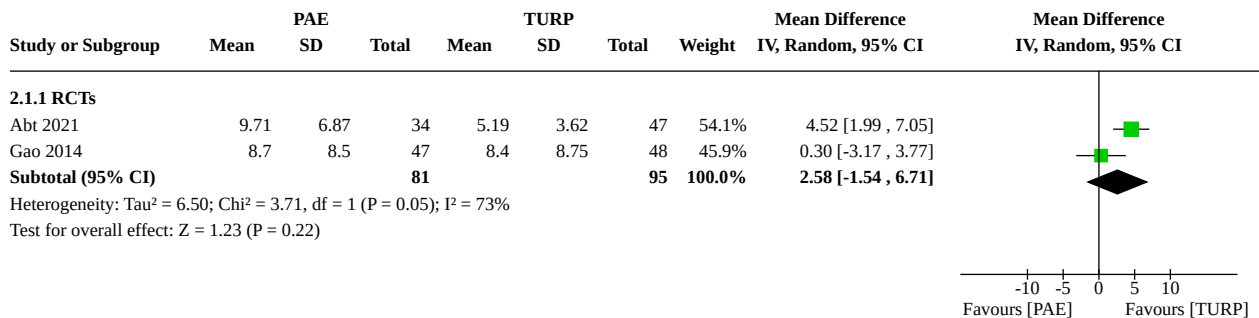 PAE TURP Mean Difference Mean Difference
Study or Subgroup Mean SD Total Mean SD Total Weight IV, Random, 95% CI IV, Random, 95% CI
2.1.1 RCTs
Abt 2021 9.71 6.87 34 5.19 3.62 47 54.1% 4.52 [1.99 , 7.05]
Gao 2014 8.7 8.5 47 8.4 8.75 48 45.9% 0.30 [-3.17 , 3.77]
Subtotal (95% CI) 81 95 100.0% 2.58 [-1.54 , 6.71]
Heterogeneity: Tau² = 6.50; Chi² = 3.71, df = 1 (P = 0.05); I² = 73%
Test for overall effect: Z = 1.23 (P = 0.22)
-10 -5 0 5 10
Favours [PAE] Favours [TURP]